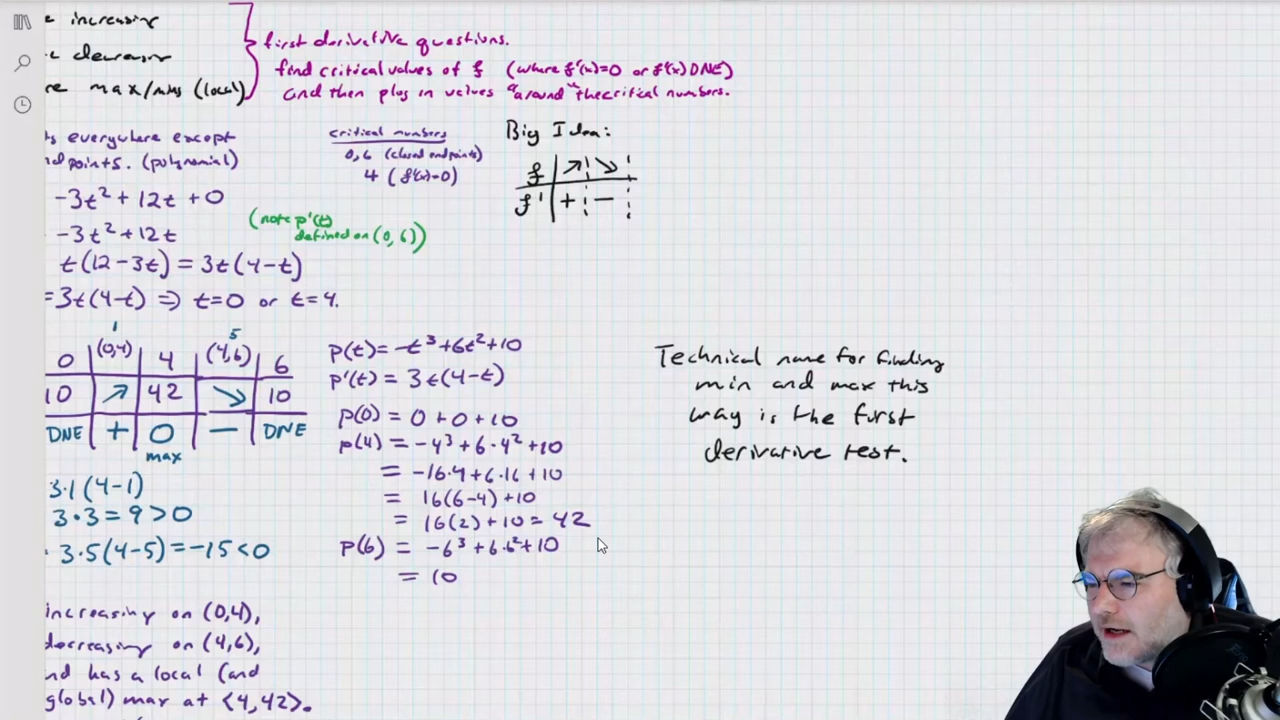 increasing
decreasing
re max/mins (local)
first derivative questions.
find critical values of f (where f'(x)=0 or f'(x) DNE)
and then plug in values "around" the critical numbers.
everywhere except
endpoints. (polynomial)
-3t² + 12t + 0
-3t² + 12t
t(12-3t) = 3t(4-t)
=3t(4-t) ⇒ t=0 or t=4.
critical numbers
0,6 (closed endpoints)
4 (f'(x)=0)
(note p'(t)
defined on (0,6))
Big Idea:
f ↗ ↘
f' + −
1 5
0 (0,4) 4 (4,6) 6
10 ↗ 42 ↘ 10
DNE + 0 − DNE
max
3·1(4-1)
3·3=9>0
3·5(4-5)=-15<0
p(t)= -t³+6t²+10
p'(t) = 3t(4-t)
p(0) = 0+0+10
p(4) = -4³+6·4²+10
= -16·4+6·16+10
= 16(6-4)+10
= 16(2)+10=42
p(6) = -6³+6·6²+10
= 10
Technical name for finding
min and max this
way is the first
derivative test.
increasing on (0,4),
decreasing on (4,6),
nd has a local (and
global) max at <4,42>.